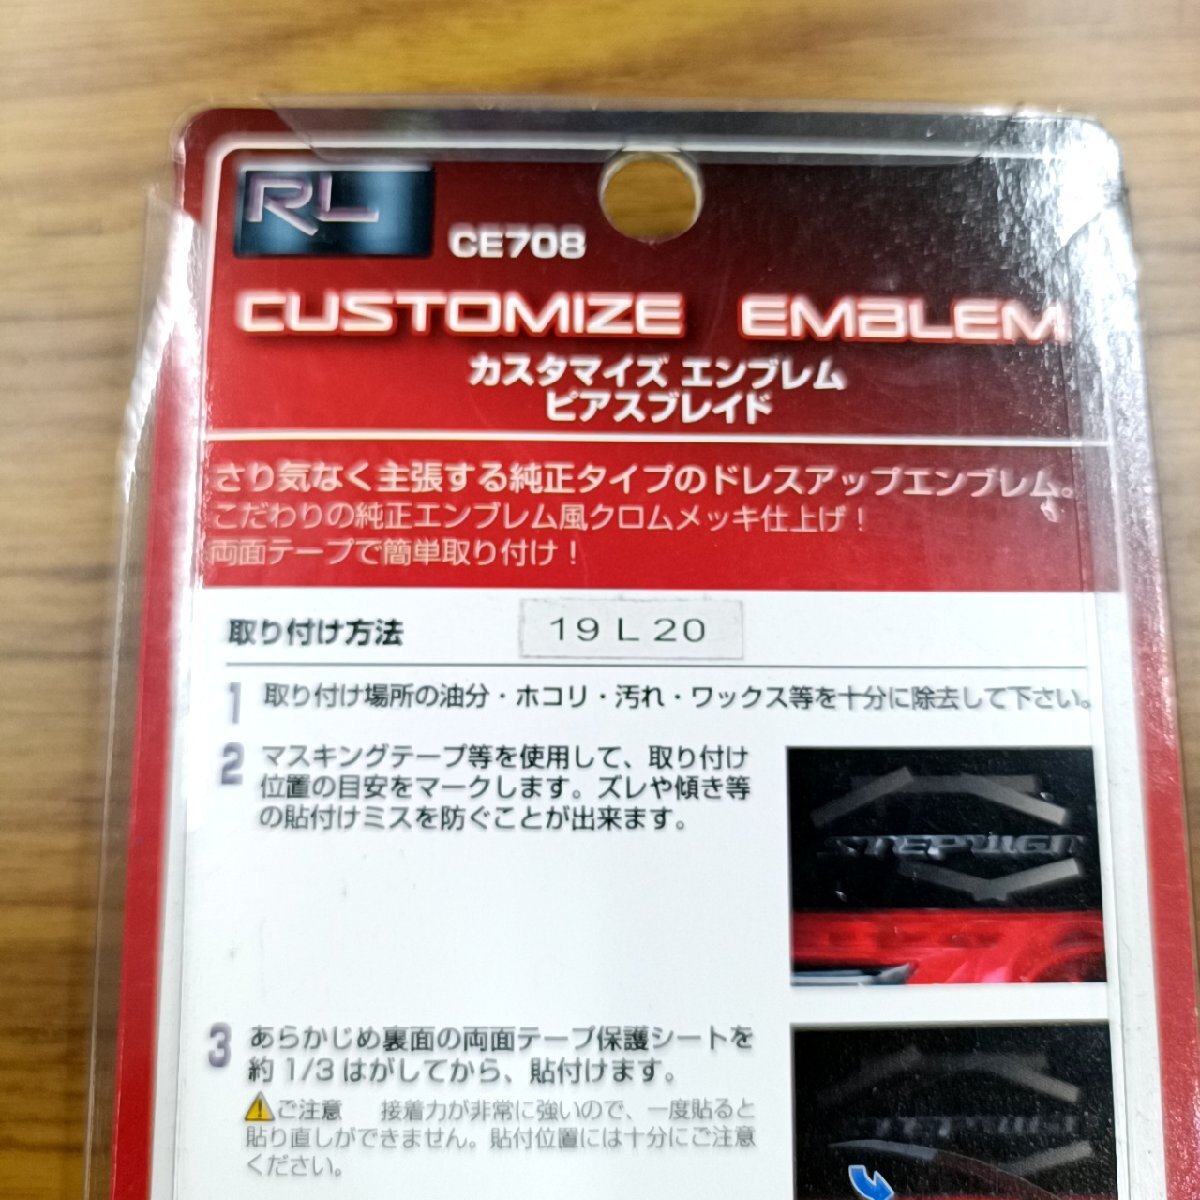 RL
CE708
CUSTOMIZE EMBLEM
カスタマイズ エンブレム
ピアスブレイド
さり気なく主張する純正タイプのドレスアップエンブレム。
こだわりの純正エンブレム風クロムメッキ仕上げ！
両面テープで簡単取り付け！
取り付け方法
19 L 20
1 取り付け場所の油分・ホコリ・汚れ・ワックス等を十分に除去して下さい。
2 マスキングテープ等を使用して、取り付け
位置の目安をマークします。ズレや傾き等
の貼付けミスを防ぐことが出来ます。
STEPWGN
3 あらかじめ裏面の両面テープ保護シートを
約1/3はがしてから、貼付けます。
ご注意 接着力が非常に強いので、一度貼ると
貼り直しができません。貼付位置には十分にご注意
ください。